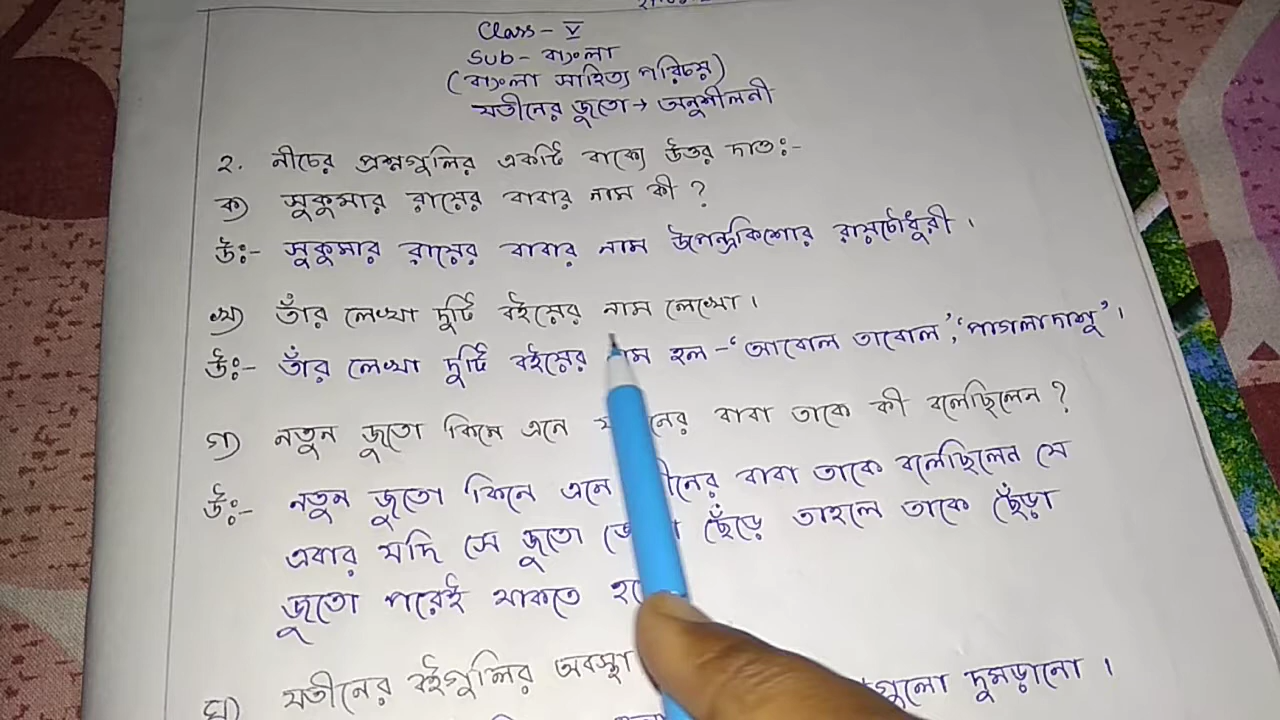 Class - V
Sub - বাংলা
(বাংলা সাহিত্য পরিচয়)
যতীনের জুতো → অনুশীলনী
২. নীচের প্রশ্নগুলির একটি বাক্যে উত্তর দাও:-
ক) সুকুমার রায়ের বাবার নাম কী ?
উঃ- সুকুমার রায়ের বাবার নাম উপেন্দ্রকিশোর রায়চৌধুরী ।
খ) তাঁর লেখা দুটি বইয়ের নাম লেখো ।
উঃ- তাঁর লেখা দুটি বইয়ের নাম হল - 'আবোল তাবোল', 'পাগলা দাশু' ।
গ) নতুন জুতো কিনে এনে বাবা তাকে কী বলেছিলেন ?
উঃ- নতুন জুতো কিনে এনে বাবা তাকে বলেছিলেন যে
এবার যদি সে জুতো ছেঁড়ে তাহলে তাকে ছেঁড়া
জুতো পরেই থাকতে
ঘ) যতীনের বইগুলির অবস্থা দুমড়ানো ।